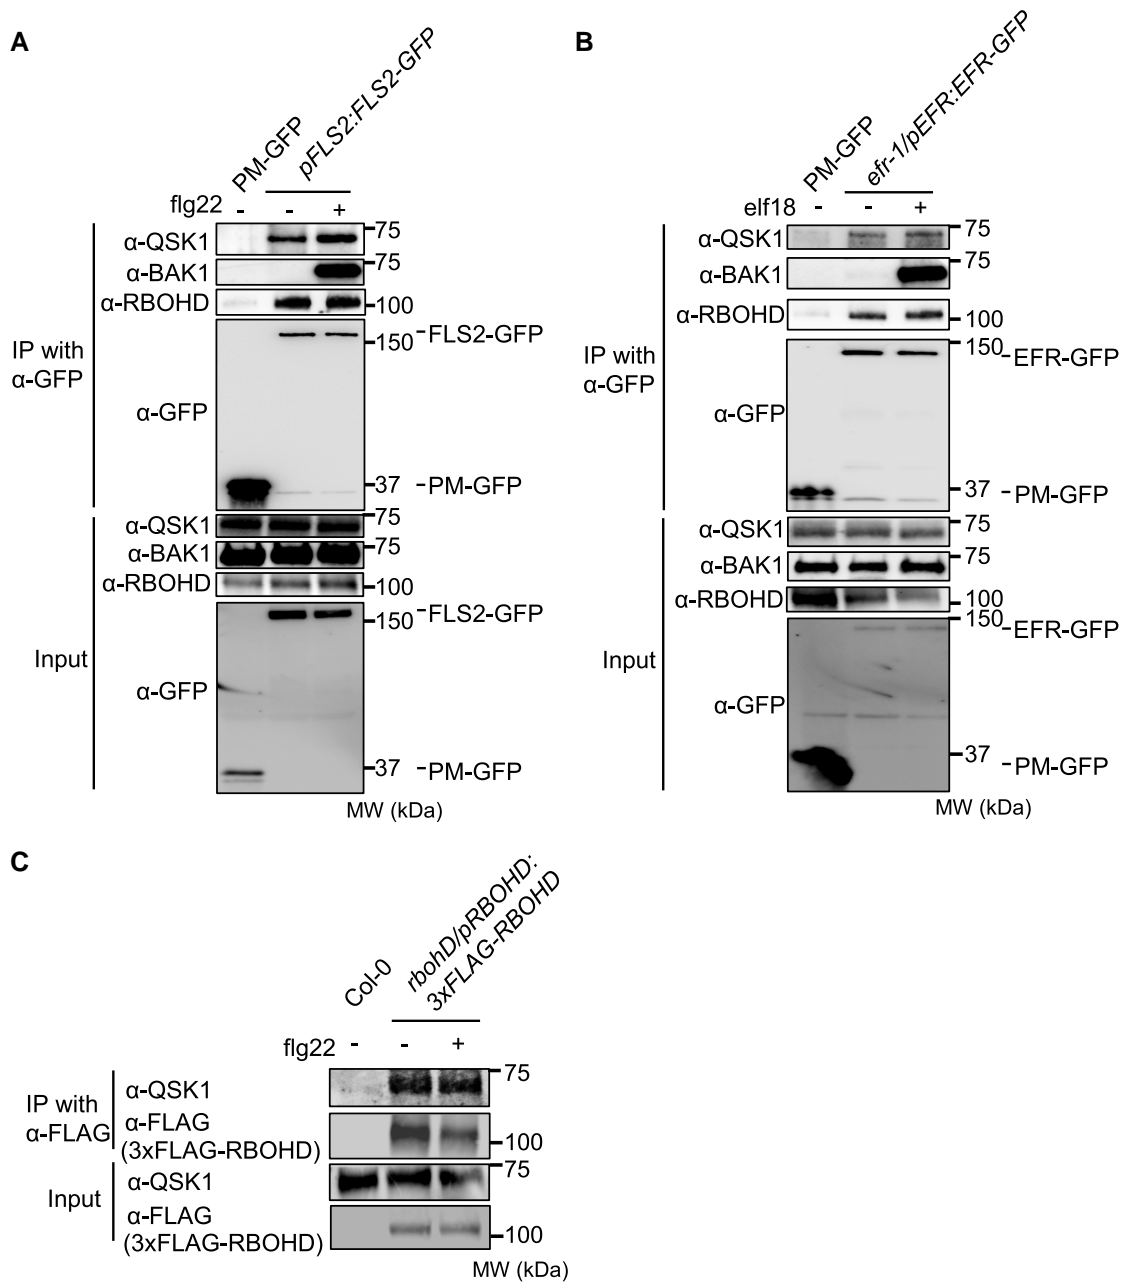 A
PM-GFP
pFLS2:FLS2-GFP
flg22 - - +
α-QSK1 75
α-BAK1 75
α-RBOHD 100
IP with
α-GFP
150 -FLS2-GFP
α-GFP
37 -PM-GFP
α-QSK1 75
α-BAK1 75
α-RBOHD 100
Input
150 -FLS2-GFP
α-GFP
37 -PM-GFP
MW (kDa)
B
PM-GFP
efr-1/pEFR:EFR-GFP
elf18 - - +
α-QSK1 75
α-BAK1 75
α-RBOHD 100
IP with
α-GFP
150 -EFR-GFP
α-GFP
37 -PM-GFP
α-QSK1 75
α-BAK1 75
α-RBOHD 100
Input
150 -EFR-GFP
α-GFP
37 -PM-GFP
MW (kDa)
C
Col-0
rbohD/pRBOHD:
3xFLAG-RBOHD
flg22 - - +
IP with
α-FLAG
α-QSK1 75
α-FLAG
(3xFLAG-RBOHD) 100
Input
α-QSK1 75
α-FLAG
(3xFLAG-RBOHD) 100
MW (kDa)